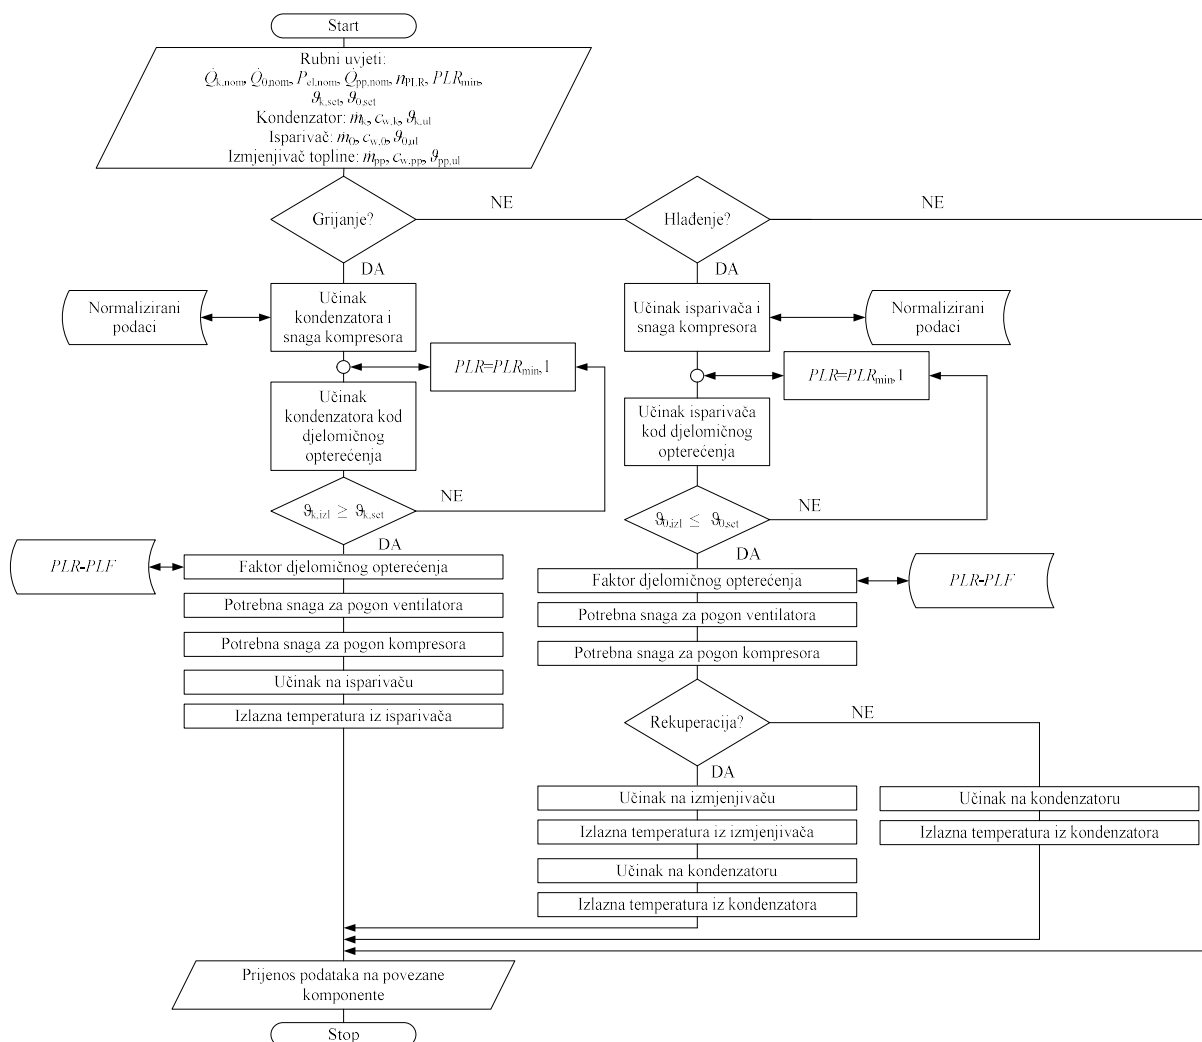 Start
Rubni uvjeti:
Q̇k,nom, Q̇0,nom, Pel,nom, Q̇pp,nom, nPLR, PLRmin,
ϑk,set, ϑ0,set
Kondenzator: ṁk, cw,k, ϑk,ul
Isparivač: ṁ0, cw,0, ϑ0,ul
Izmjenjivač topline: ṁpp, cw,pp, ϑpp,ul
Grijanje?
NE
Hlađenje?
NE
DA
DA
Normalizirani
podaci
Učinak
kondenzatora i
snaga kompresora
Učinak isparivača i
snaga kompresora
Normalizirani
podaci
PLR=PLRmin, 1
PLR=PLRmin, 1
Učinak
kondenzatora kod
djelomičnog
opterećenja
Učinak isparivača
kod djelomičnog
opterećenja
ϑk,izl ≥ ϑk,set
NE
ϑ0,izl ≤ ϑ0,set
NE
DA
DA
PLR-PLF
Faktor djelomičnog opterećenja
Faktor djelomičnog opterećenja
PLR-PLF
Potrebna snaga za pogon ventilatora
Potrebna snaga za pogon ventilatora
Potrebna snaga za pogon kompresora
Potrebna snaga za pogon kompresora
Učinak na isparivaču
Izlazna temperatura iz isparivača
Rekuperacija?
NE
DA
Učinak na izmjenjivaču
Učinak na kondenzatoru
Izlazna temperatura iz izmjenjivača
Izlazna temperatura iz kondenzatora
Učinak na kondenzatoru
Izlazna temperatura iz kondenzatora
Prijenos podataka na povezane
komponente
Stop